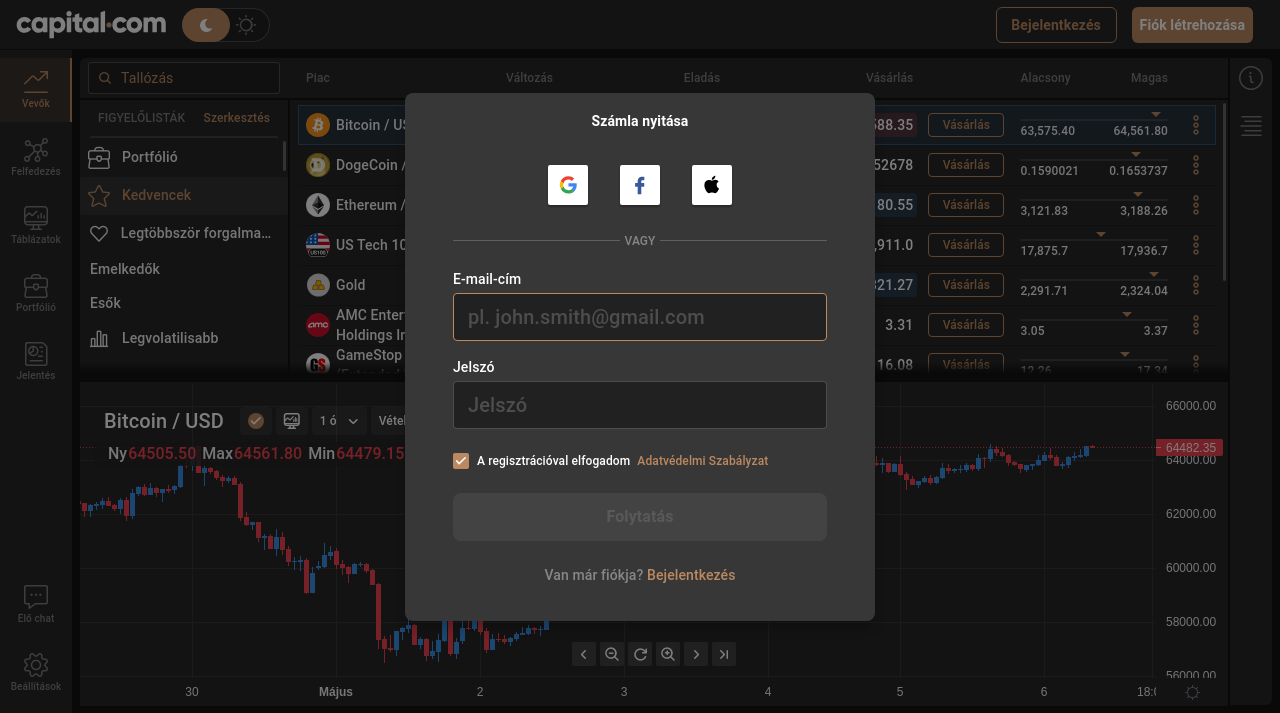 capital.com
Bejelentkezés
Fiók létrehozása
Tallózás
Piac
Változás
Eladás
Vásárlás
Alacsony
Magas
Vevők
Felfedezés
Táblázatok
Portfólió
Jelentés
Élő chat
Beállítások
FIGYELŐLISTÁK
Szerkesztés
Portfólió
Kedvencek
Legtöbbször forgalma...
Emelkedők
Esők
Legvolatilisabb
Bitcoin / US
588.35
Vásárlás
63,575.40
64,561.80
DogeCoin /
52678
Vásárlás
0.1590021
0.1653737
Ethereum /
80.55
Vásárlás
3,121.83
3,188.26
US Tech 10
,911.0
Vásárlás
17,875.7
17,936.7
Gold
321.27
Vásárlás
2,291.71
2,324.04
AMC Enter
Holdings In
3.31
Vásárlás
3.05
3.37
GameStop
16.08
Vásárlás
12.26
17.34
Számla nyitása
VAGY
E-mail-cím
pl. john.smith@gmail.com
Jelszó
Jelszó
A regisztrációval elfogadom Adatvédelmi Szabályzat
Folytatás
Van már fiókja? Bejelentkezés
Bitcoin / USD
1 ó
Vétel
Ny 64505.50 Max 64561.80 Min 64479.15
66000.00
64482.35
64000.00
62000.00
60000.00
58000.00
56000.00
30
Május
2
3
4
5
6
18:0